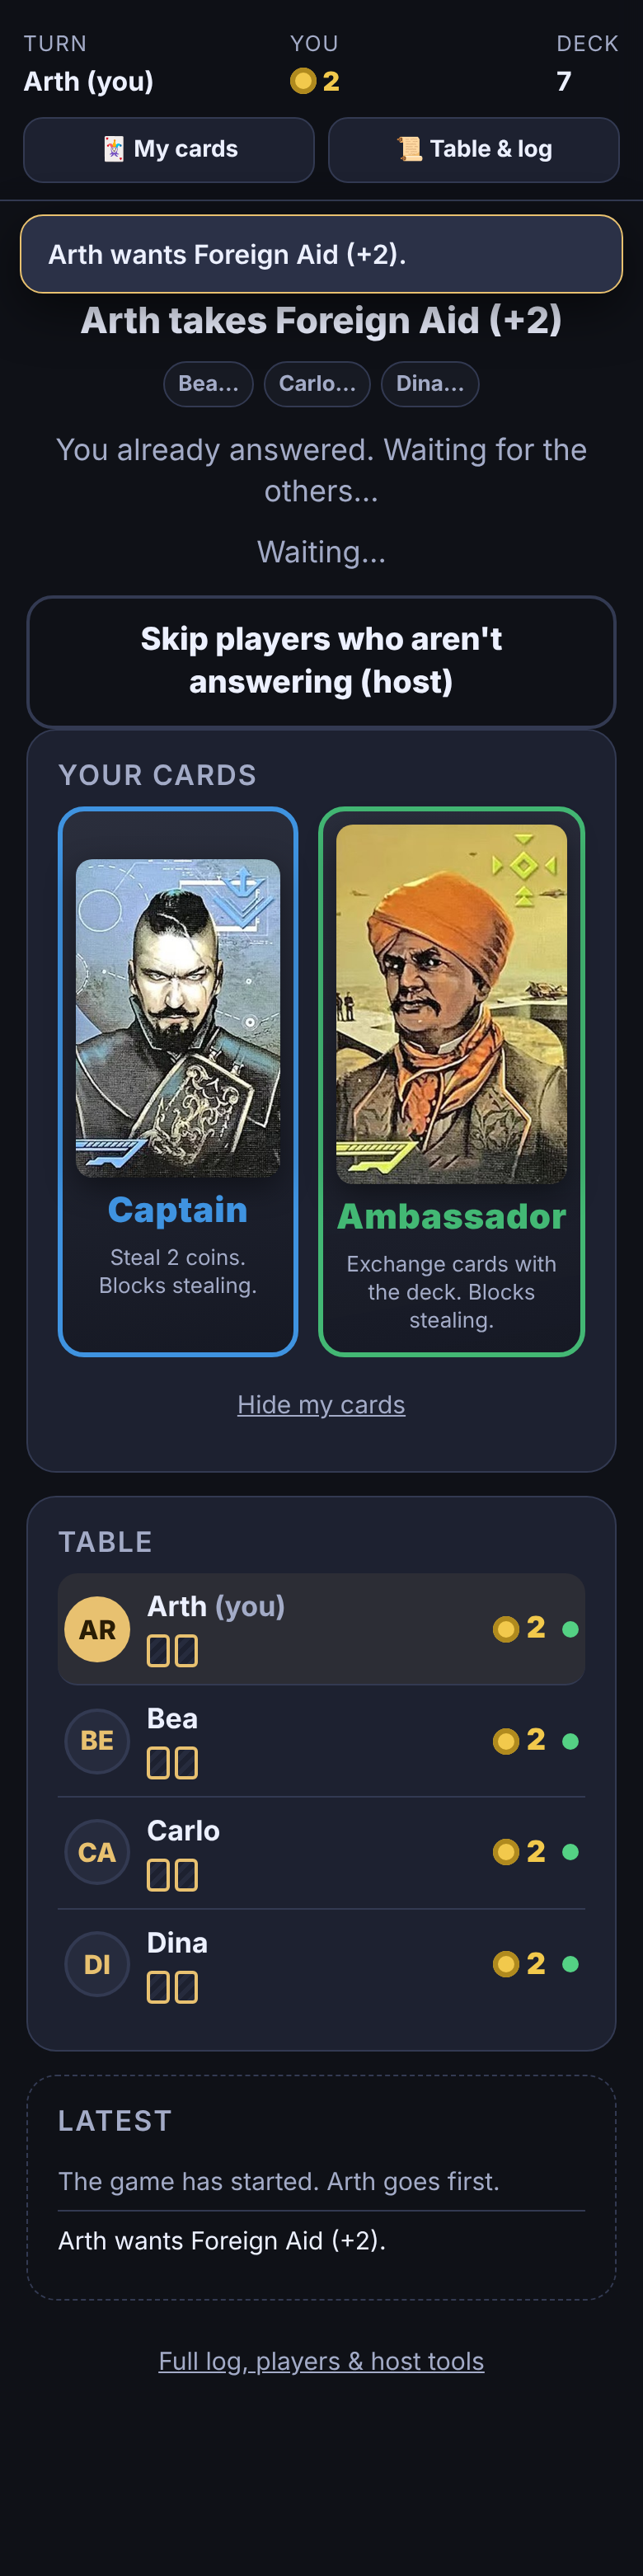 TURN
YOU
DECK
Arth (you)
2
7
🃏 My cards
📜 Table & log
Arth wants Foreign Aid (+2).
Arth takes Foreign Aid (+2)
Bea…
Carlo…
Dina…
You already answered. Waiting for the
others…
Waiting…
Skip players who aren't
answering (host)
YOUR CARDS
Captain
Steal 2 coins.
Blocks stealing.
Ambassador
Exchange cards with
the deck. Blocks
stealing.
Hide my cards
TABLE
AR
Arth (you)
2
BE
Bea
2
CA
Carlo
2
DI
Dina
2
LATEST
The game has started. Arth goes first.
Arth wants Foreign Aid (+2).
Full log, players & host tools